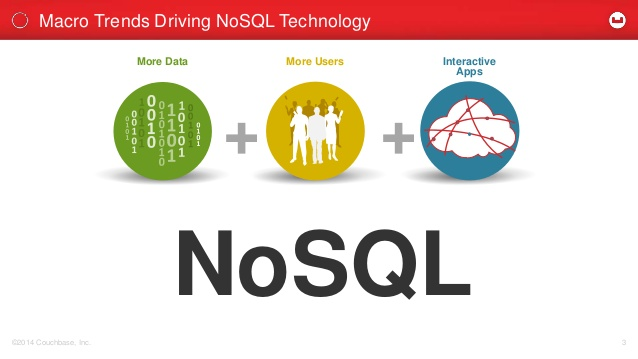 Macro Trends Driving NoSQL Technology
More Data
More Users
Interactive
Apps
NoSQL
©2014 Couchbase, Inc.
3